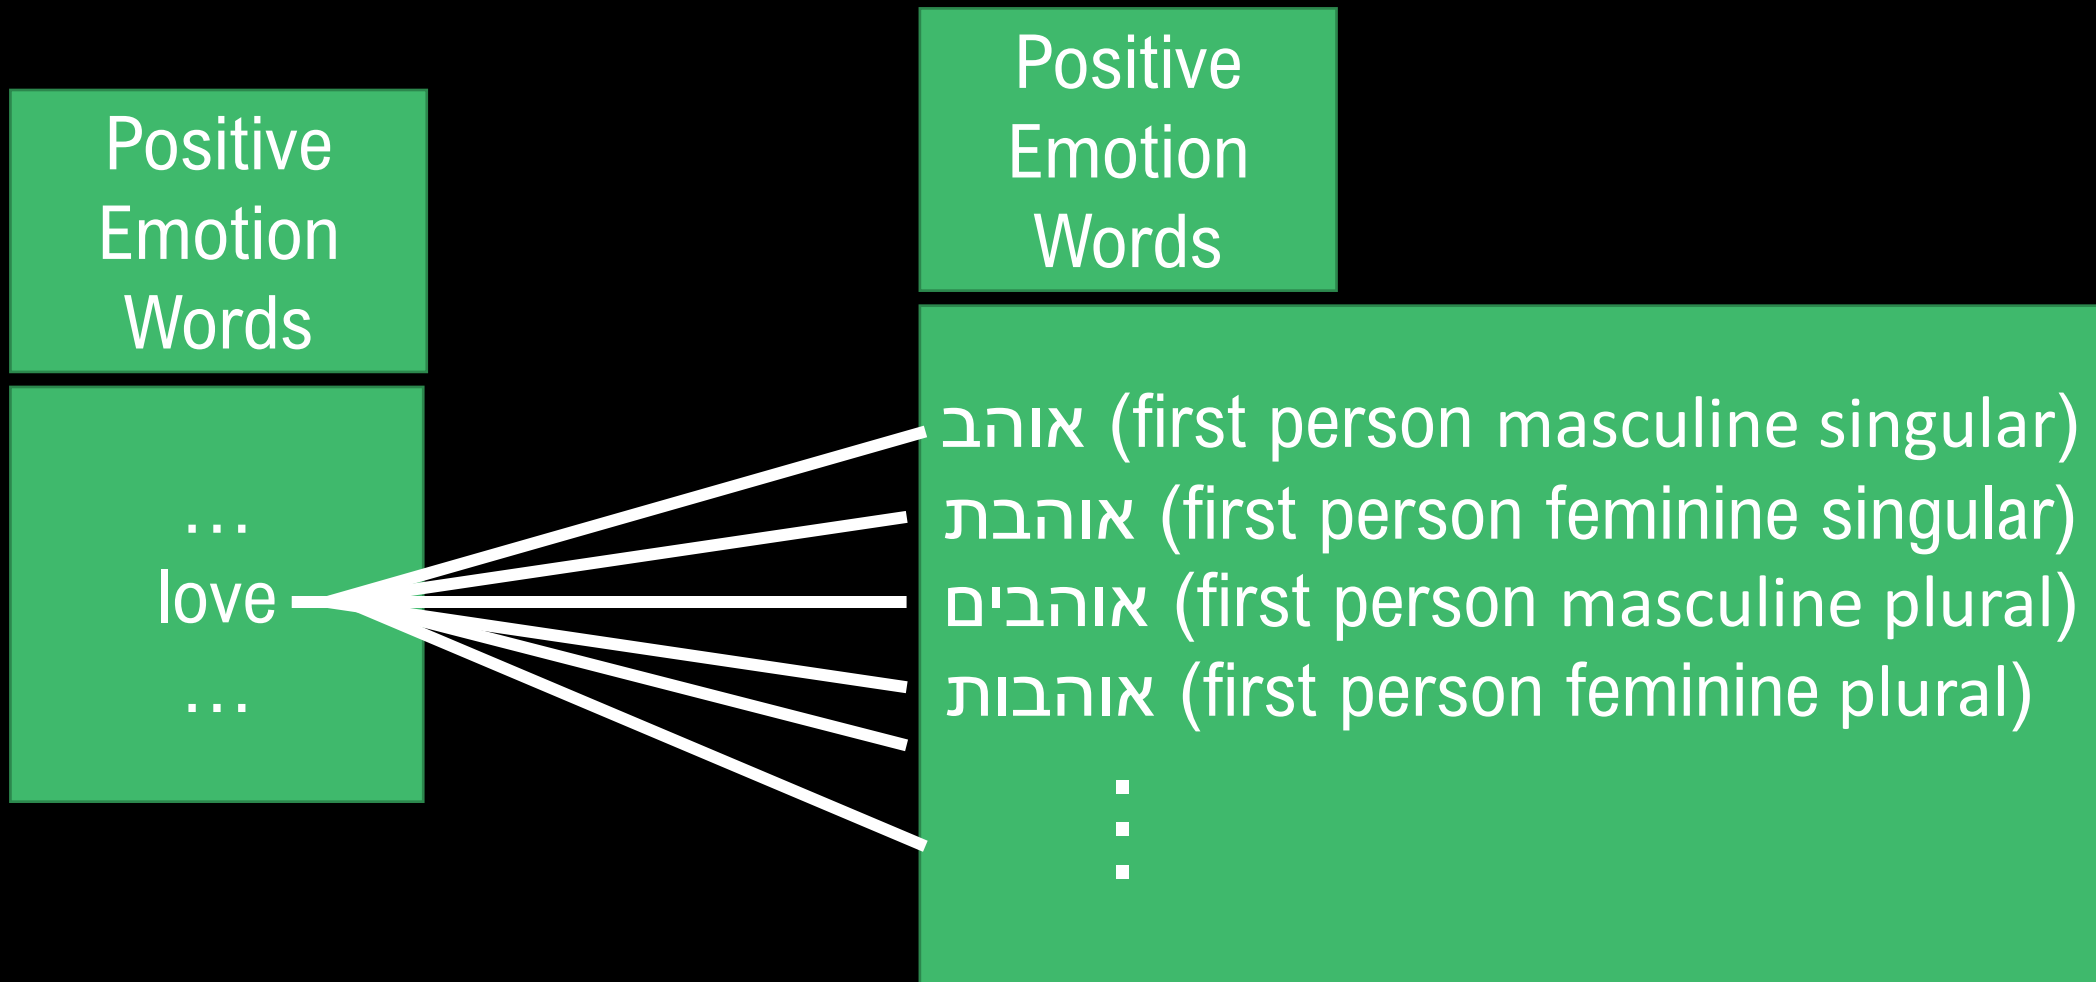 Positive
Emotion
Words
...
love
...
Positive
Emotion
Words
אוהב (first person masculine singular)
אוהבת (first person feminine singular)
אוהבים (first person masculine plural)
אוהבות (first person feminine plural)